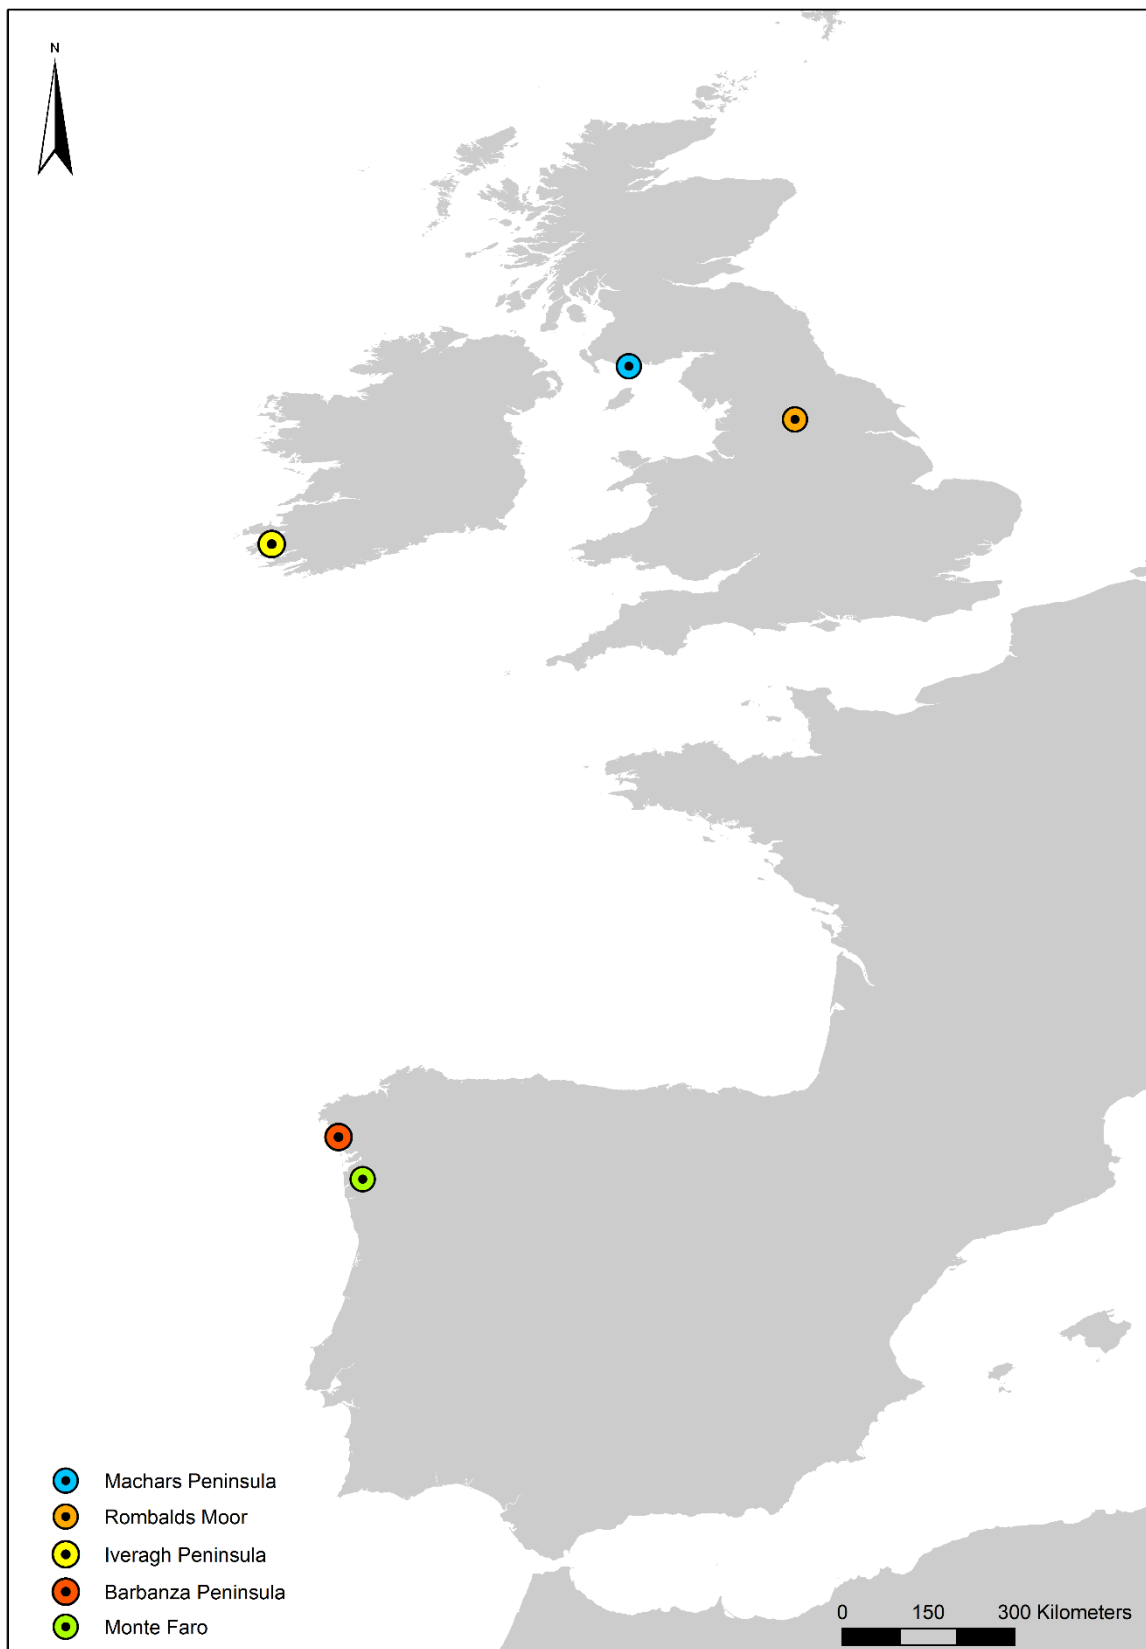 N
Machars Peninsula
Rombalds Moor
Iveragh Peninsula
Barbanza Peninsula
Monte Faro
0 150 300 Kilometers